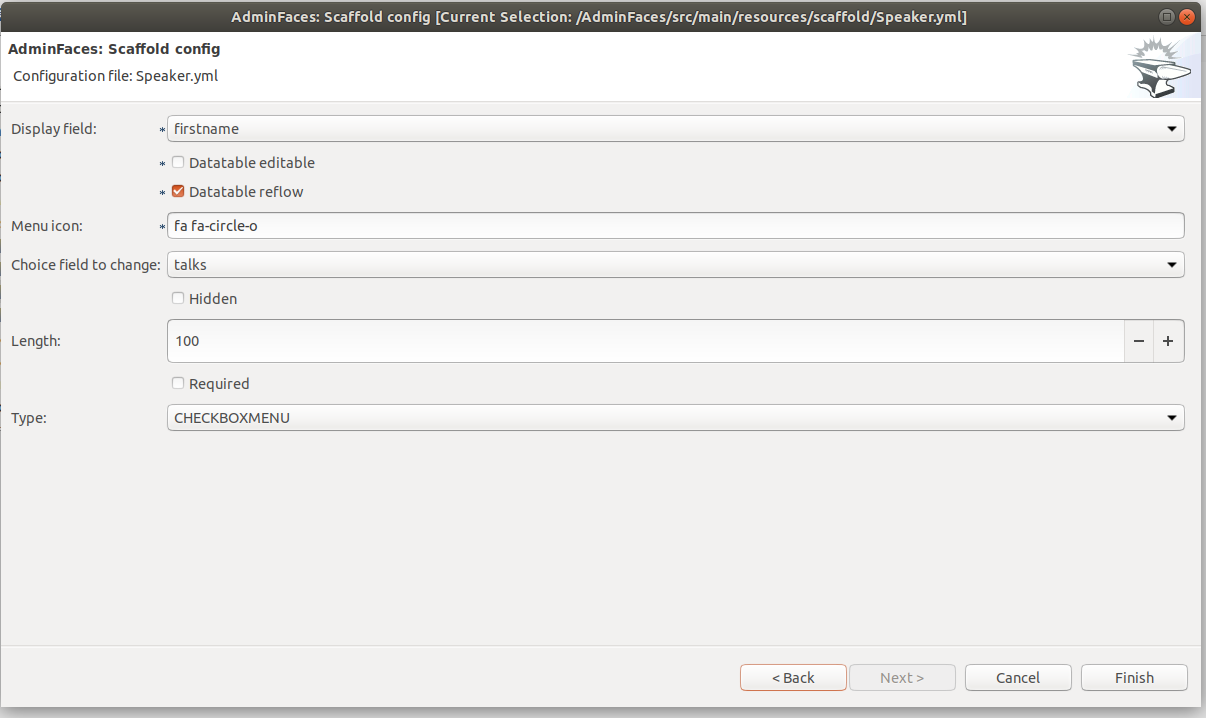 AdminFaces: Scaffold config [Current Selection: /AdminFaces/src/main/resources/scaffold/Speaker.yml]
AdminFaces: Scaffold config
Configuration file: Speaker.yml
Display field: * firstname
* Datatable editable
* Datatable reflow
Menu icon: * fa fa-circle-o
Choice field to change: talks
Hidden
Length: 100 − +
Required
Type: CHECKBOXMENU
< Back Next > Cancel Finish